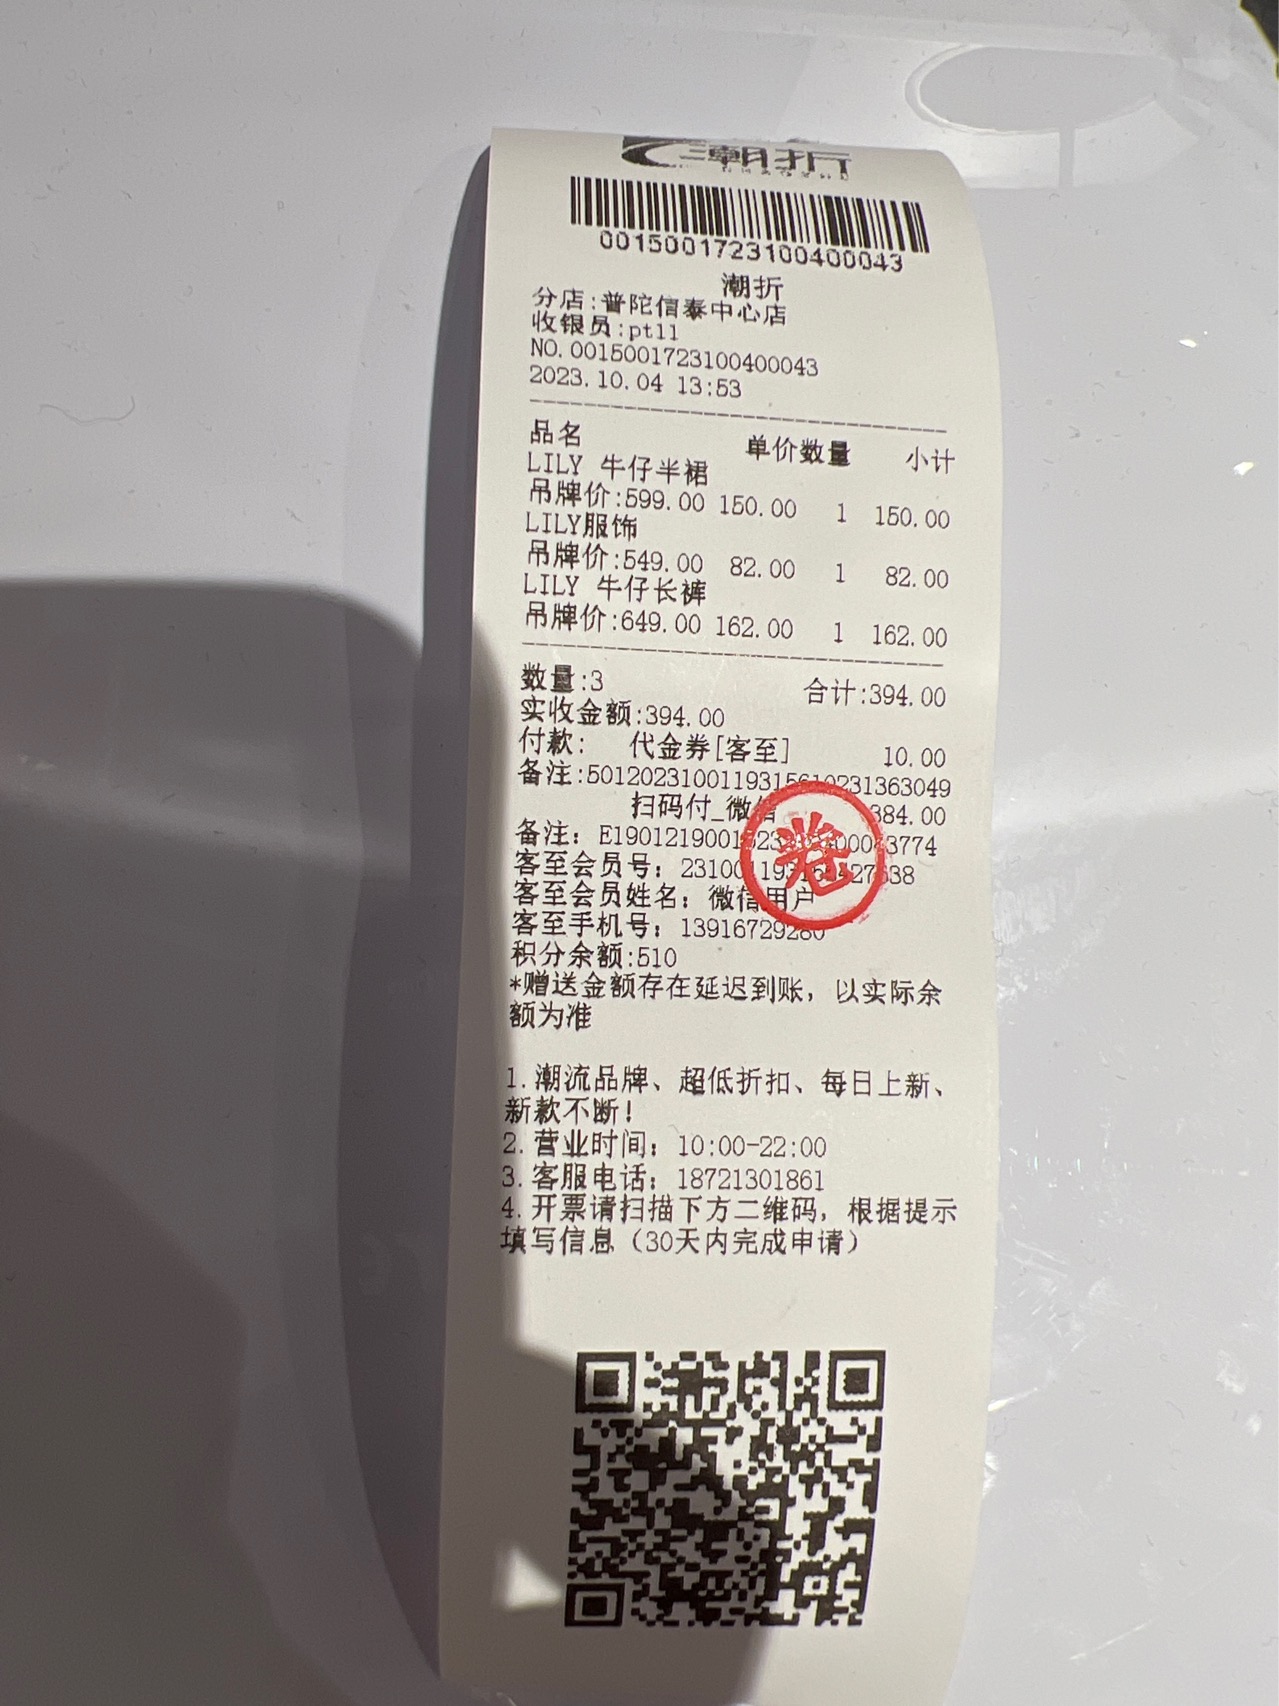 潮折
0015001723100400043
潮折
分店:普陀信泰中心店
收银员:pt11
NO.0015001723100400043
2023.10.04 13:53
品名 单价数量 小计
LILY 牛仔半裙
吊牌价:599.00 150.00 1 150.00
LILY服饰
吊牌价:549.00 82.00 1 82.00
LILY 牛仔长裤
吊牌价:649.00 162.00 1 162.00
数量:3 合计:394.00
实收金额:394.00
付款: 代金券[客至] 10.00
备注:
扫码付_微信 384.00
备注:
客至会员号:
客至会员姓名: 微信用户
客至手机号: 13916729280
积分余额:510
*赠送金额存在延迟到账, 以实际余
额为准
1.潮流品牌、超低折扣、每日上新、
新款不断!
2.营业时间: 10:00-22:00
3.客服电话: 18721301861
4.开票请扫描下方二维码, 根据提示
填写信息 (30天内完成申请)